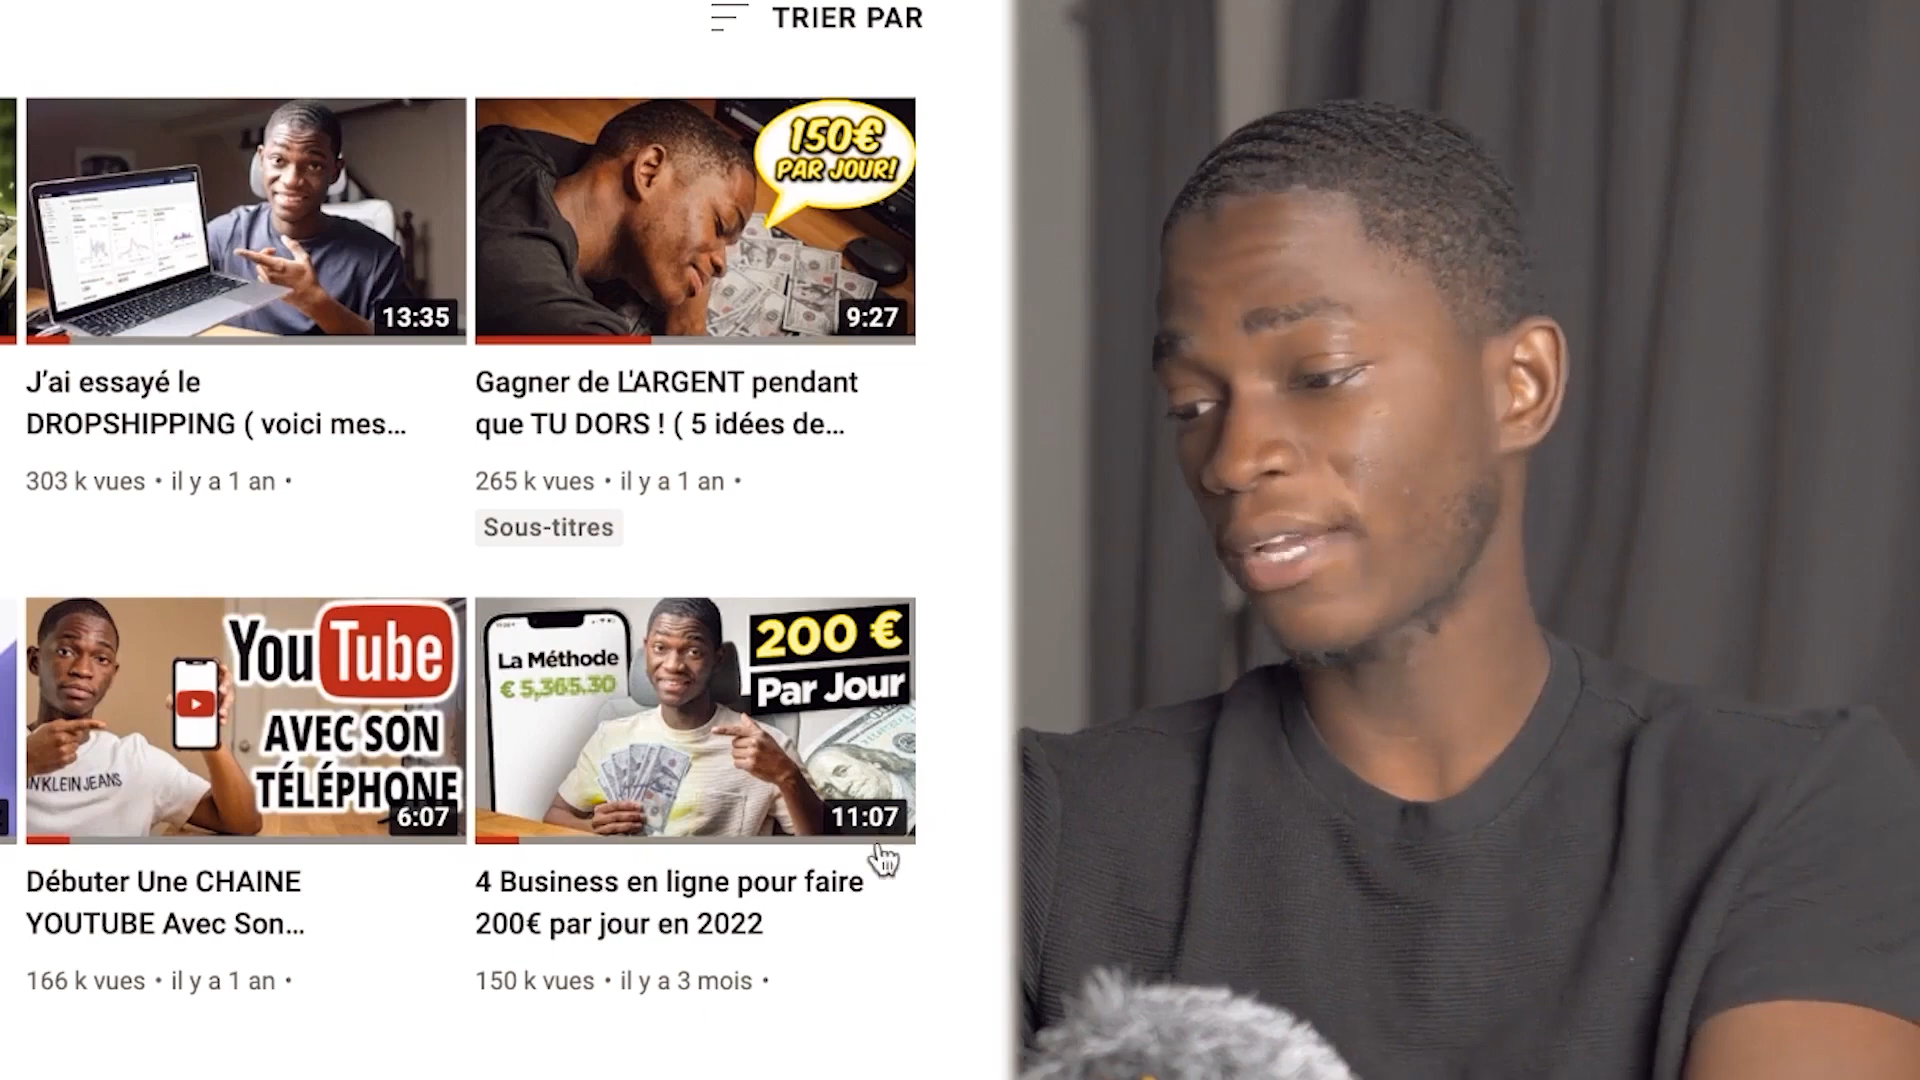 TRIER PAR
13:35
150€
PAR JOUR!
9:27
J'ai essayé le
DROPSHIPPING ( voici mes...
303 k vues • il y a 1 an •
Gagner de L'ARGENT pendant
que TU DORS ! ( 5 idées de...
265 k vues • il y a 1 an •
Sous-titres
YouTube
AVEC SON
TÉLÉPHONE
N KLEIN JEANS
6:07
La Méthode
€ 5,365.30
200 €
Par Jour
11:07
Débuter Une CHAINE
YOUTUBE Avec Son...
166 k vues • il y a 1 an •
4 Business en ligne pour faire
200€ par jour en 2022
150 k vues • il y a 3 mois •